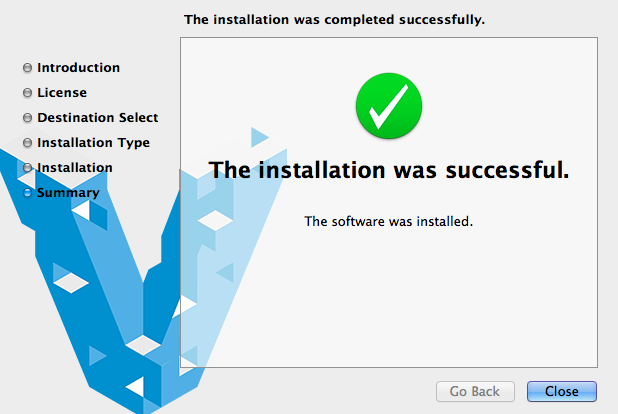 The installation was completed successfully.
Introduction
License
Destination Select
Installation Type
Installation
Summary
The installation was successful.
The software was installed.
Go Back
Close